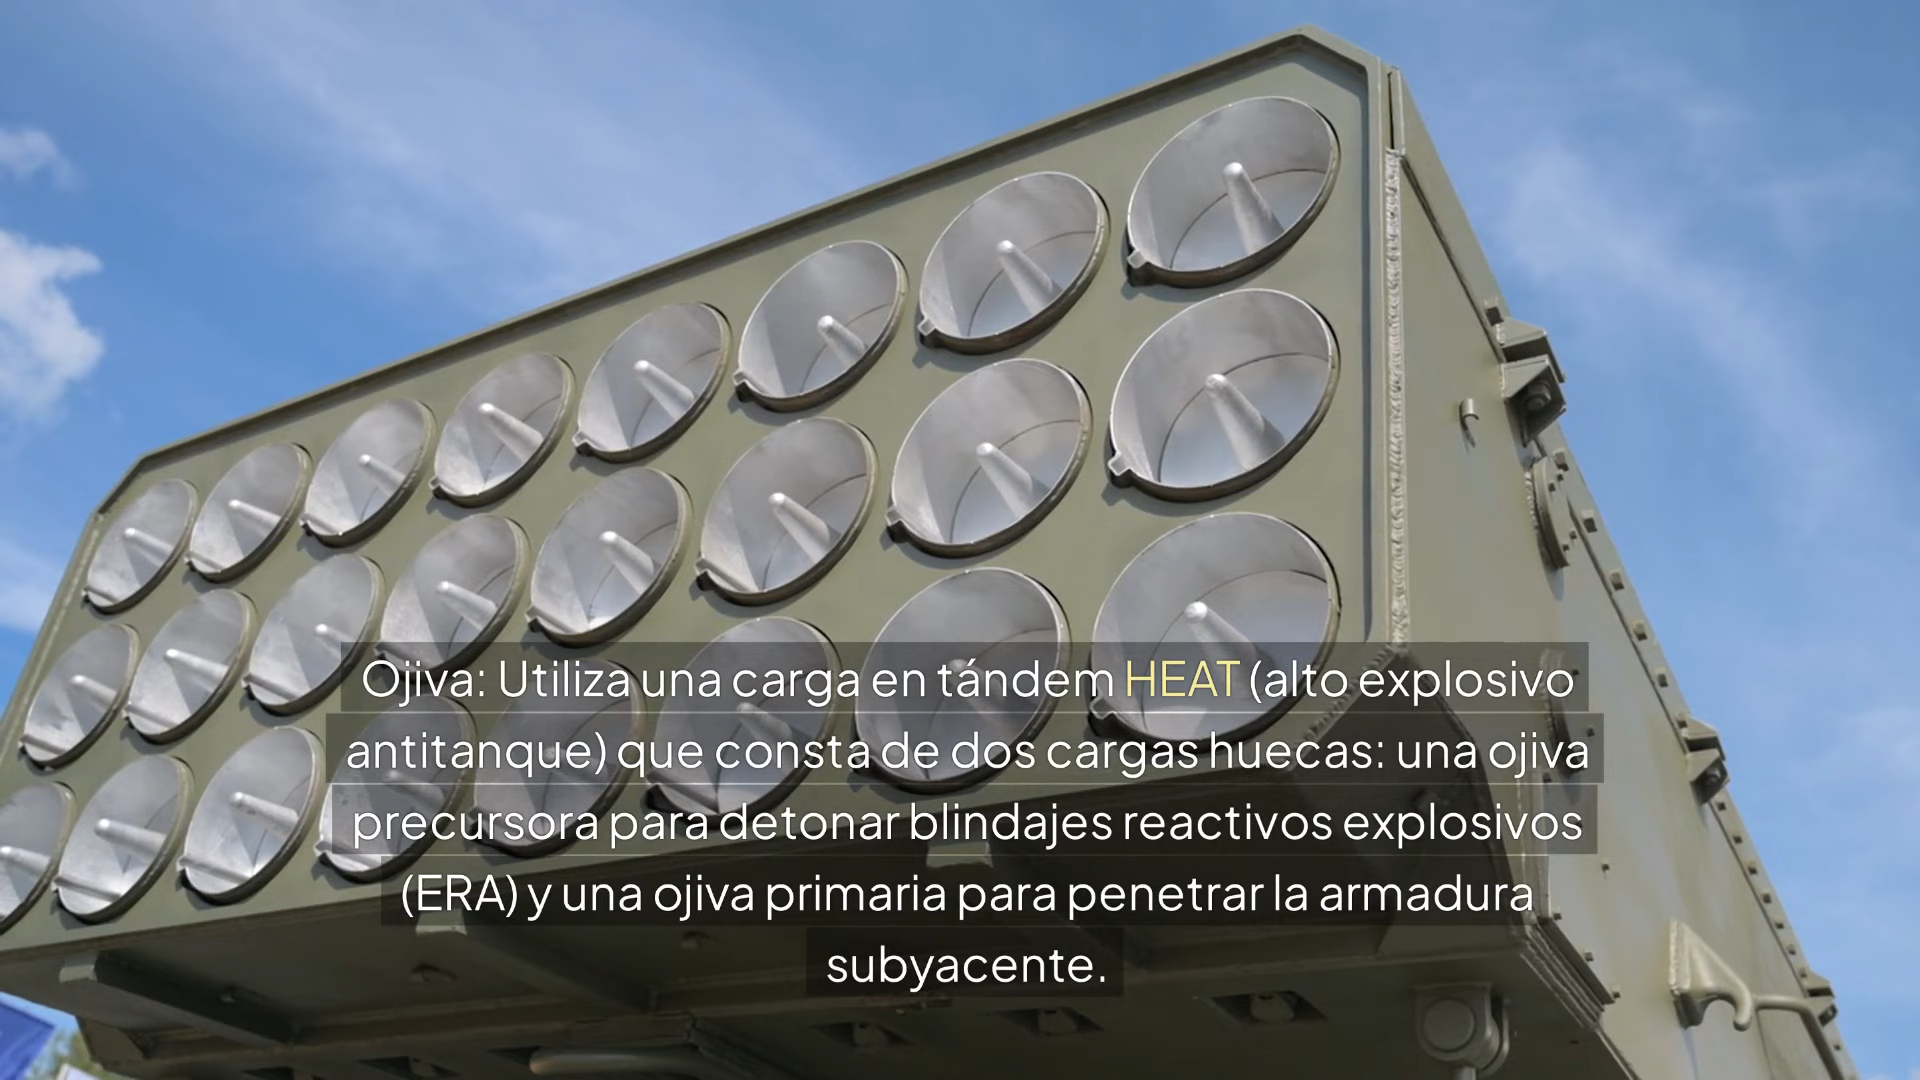 Ojiva: Utiliza una carga en tándem HEAT (alto explosivo
antitanque) que consta de dos cargas huecas: una ojiva
precursora para detonar blindajes reactivos explosivos
(ERA) y una ojiva primaria para penetrar la armadura
subyacente.